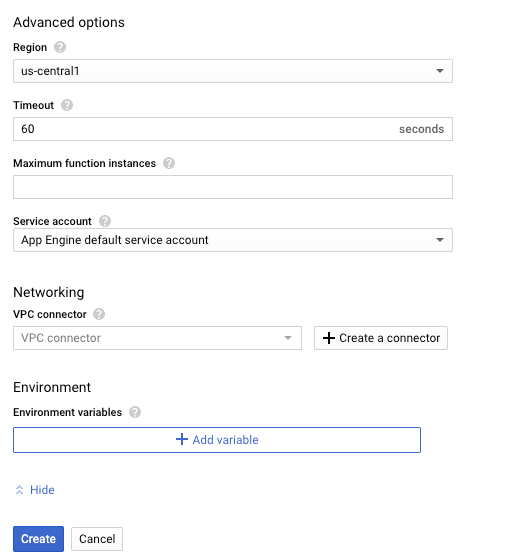 Advanced options
Region ?
us-central1
Timeout ?
60 seconds
Maximum function instances ?
Service account ?
App Engine default service account
Networking
VPC connector ?
VPC connector
+ Create a connector
Environment
Environment variables ?
+ Add variable
Hide
Create Cancel